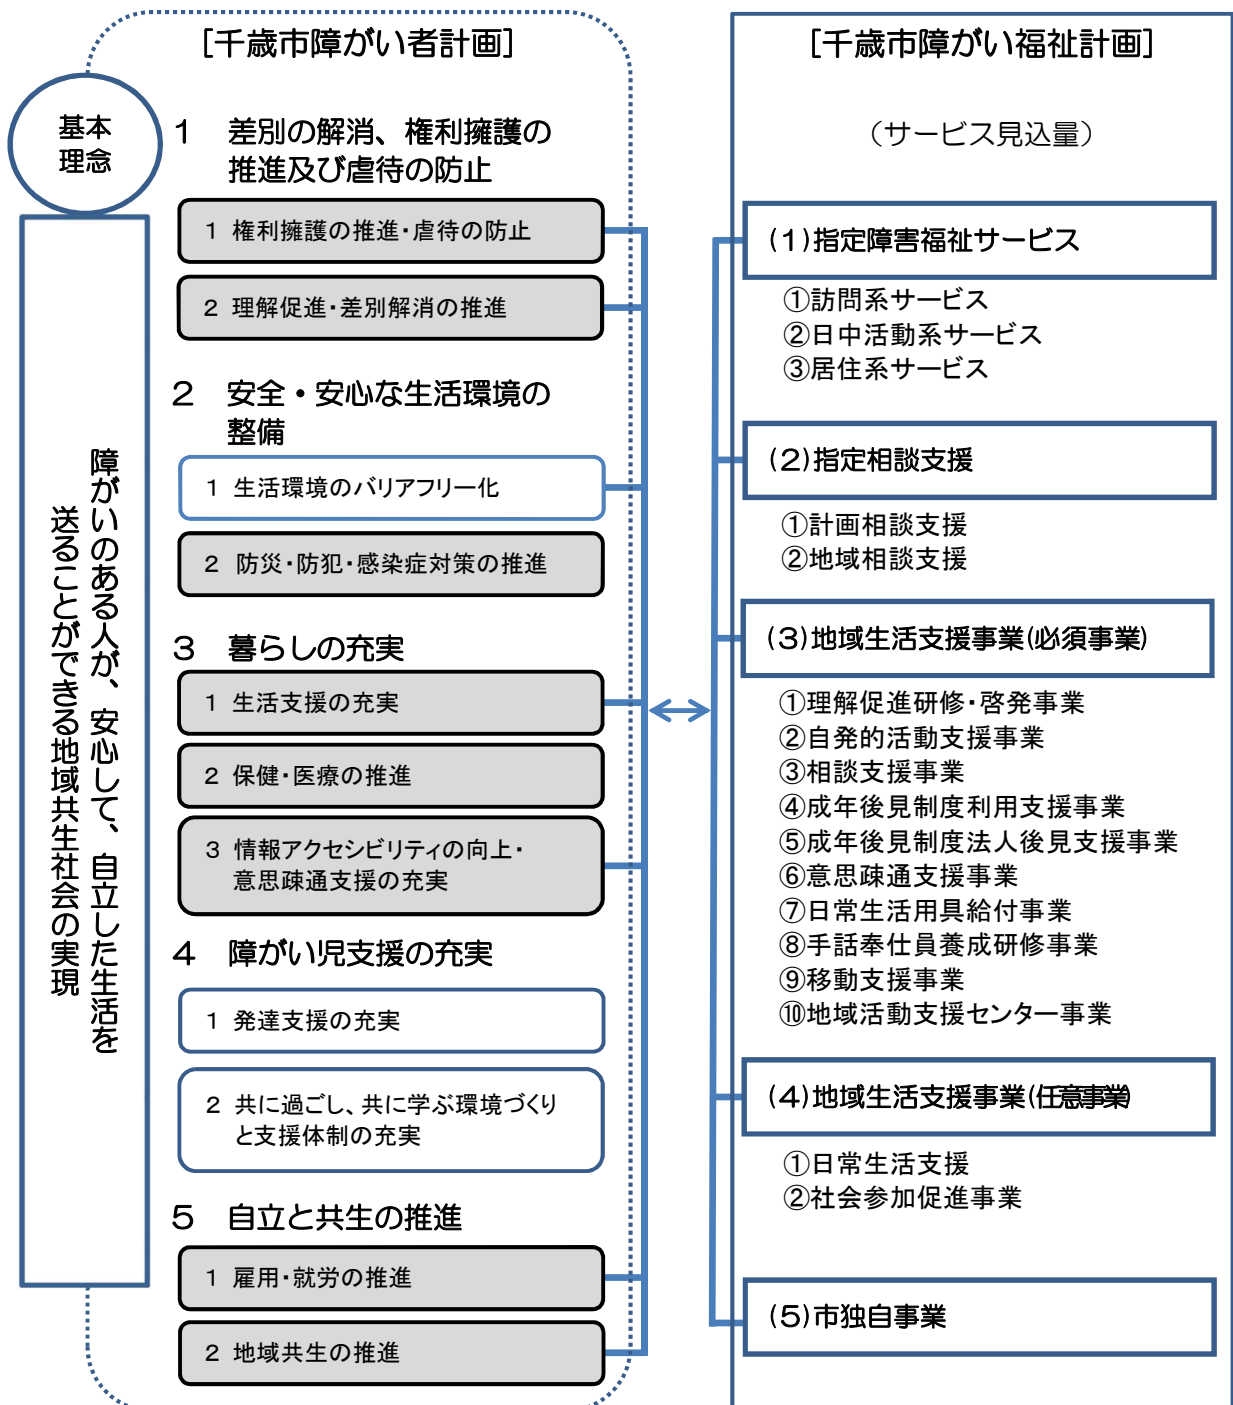 [千歳市障がい者計画]
基本
理念
障がいのある人が、安心して、自立した生活を
送ることができる地域共生社会の実現
1 差別の解消、権利擁護の
推進及び虐待の防止
1 権利擁護の推進・虐待の防止
2 理解促進・差別解消の推進
2 安全・安心な生活環境の
整備
1 生活環境のバリアフリー化
2 防災・防犯・感染症対策の推進
3 暮らしの充実
1 生活支援の充実
2 保健・医療の推進
3 情報アクセシビリティの向上・
意思疎通支援の充実
4 障がい児支援の充実
1 発達支援の充実
2 共に過ごし、共に学ぶ環境づくり
と支援体制の充実
5 自立と共生の推進
1 雇用・就労の推進
2 地域共生の推進
[千歳市障がい福祉計画]
（サービス見込量）
(1)指定障害福祉サービス
①訪問系サービス
②日中活動系サービス
③居住系サービス
(2)指定相談支援
①計画相談支援
②地域相談支援
(3)地域生活支援事業(必須事業)
①理解促進研修・啓発事業
②自発的活動支援事業
③相談支援事業
④成年後見制度利用支援事業
⑤成年後見制度法人後見支援事業
⑥意思疎通支援事業
⑦日常生活用具給付事業
⑧手話奉仕員養成研修事業
⑨移動支援事業
⑩地域活動支援センター事業
(4)地域生活支援事業(任意事業)
①日常生活支援
②社会参加促進事業
(5)市独自事業